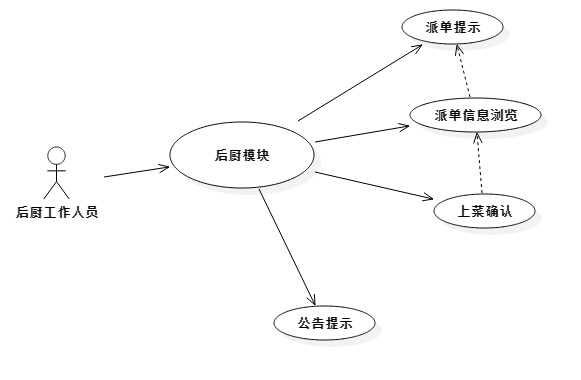 派单提示
派单信息浏览
后厨模块
后厨工作人员
上菜确认
公告提示